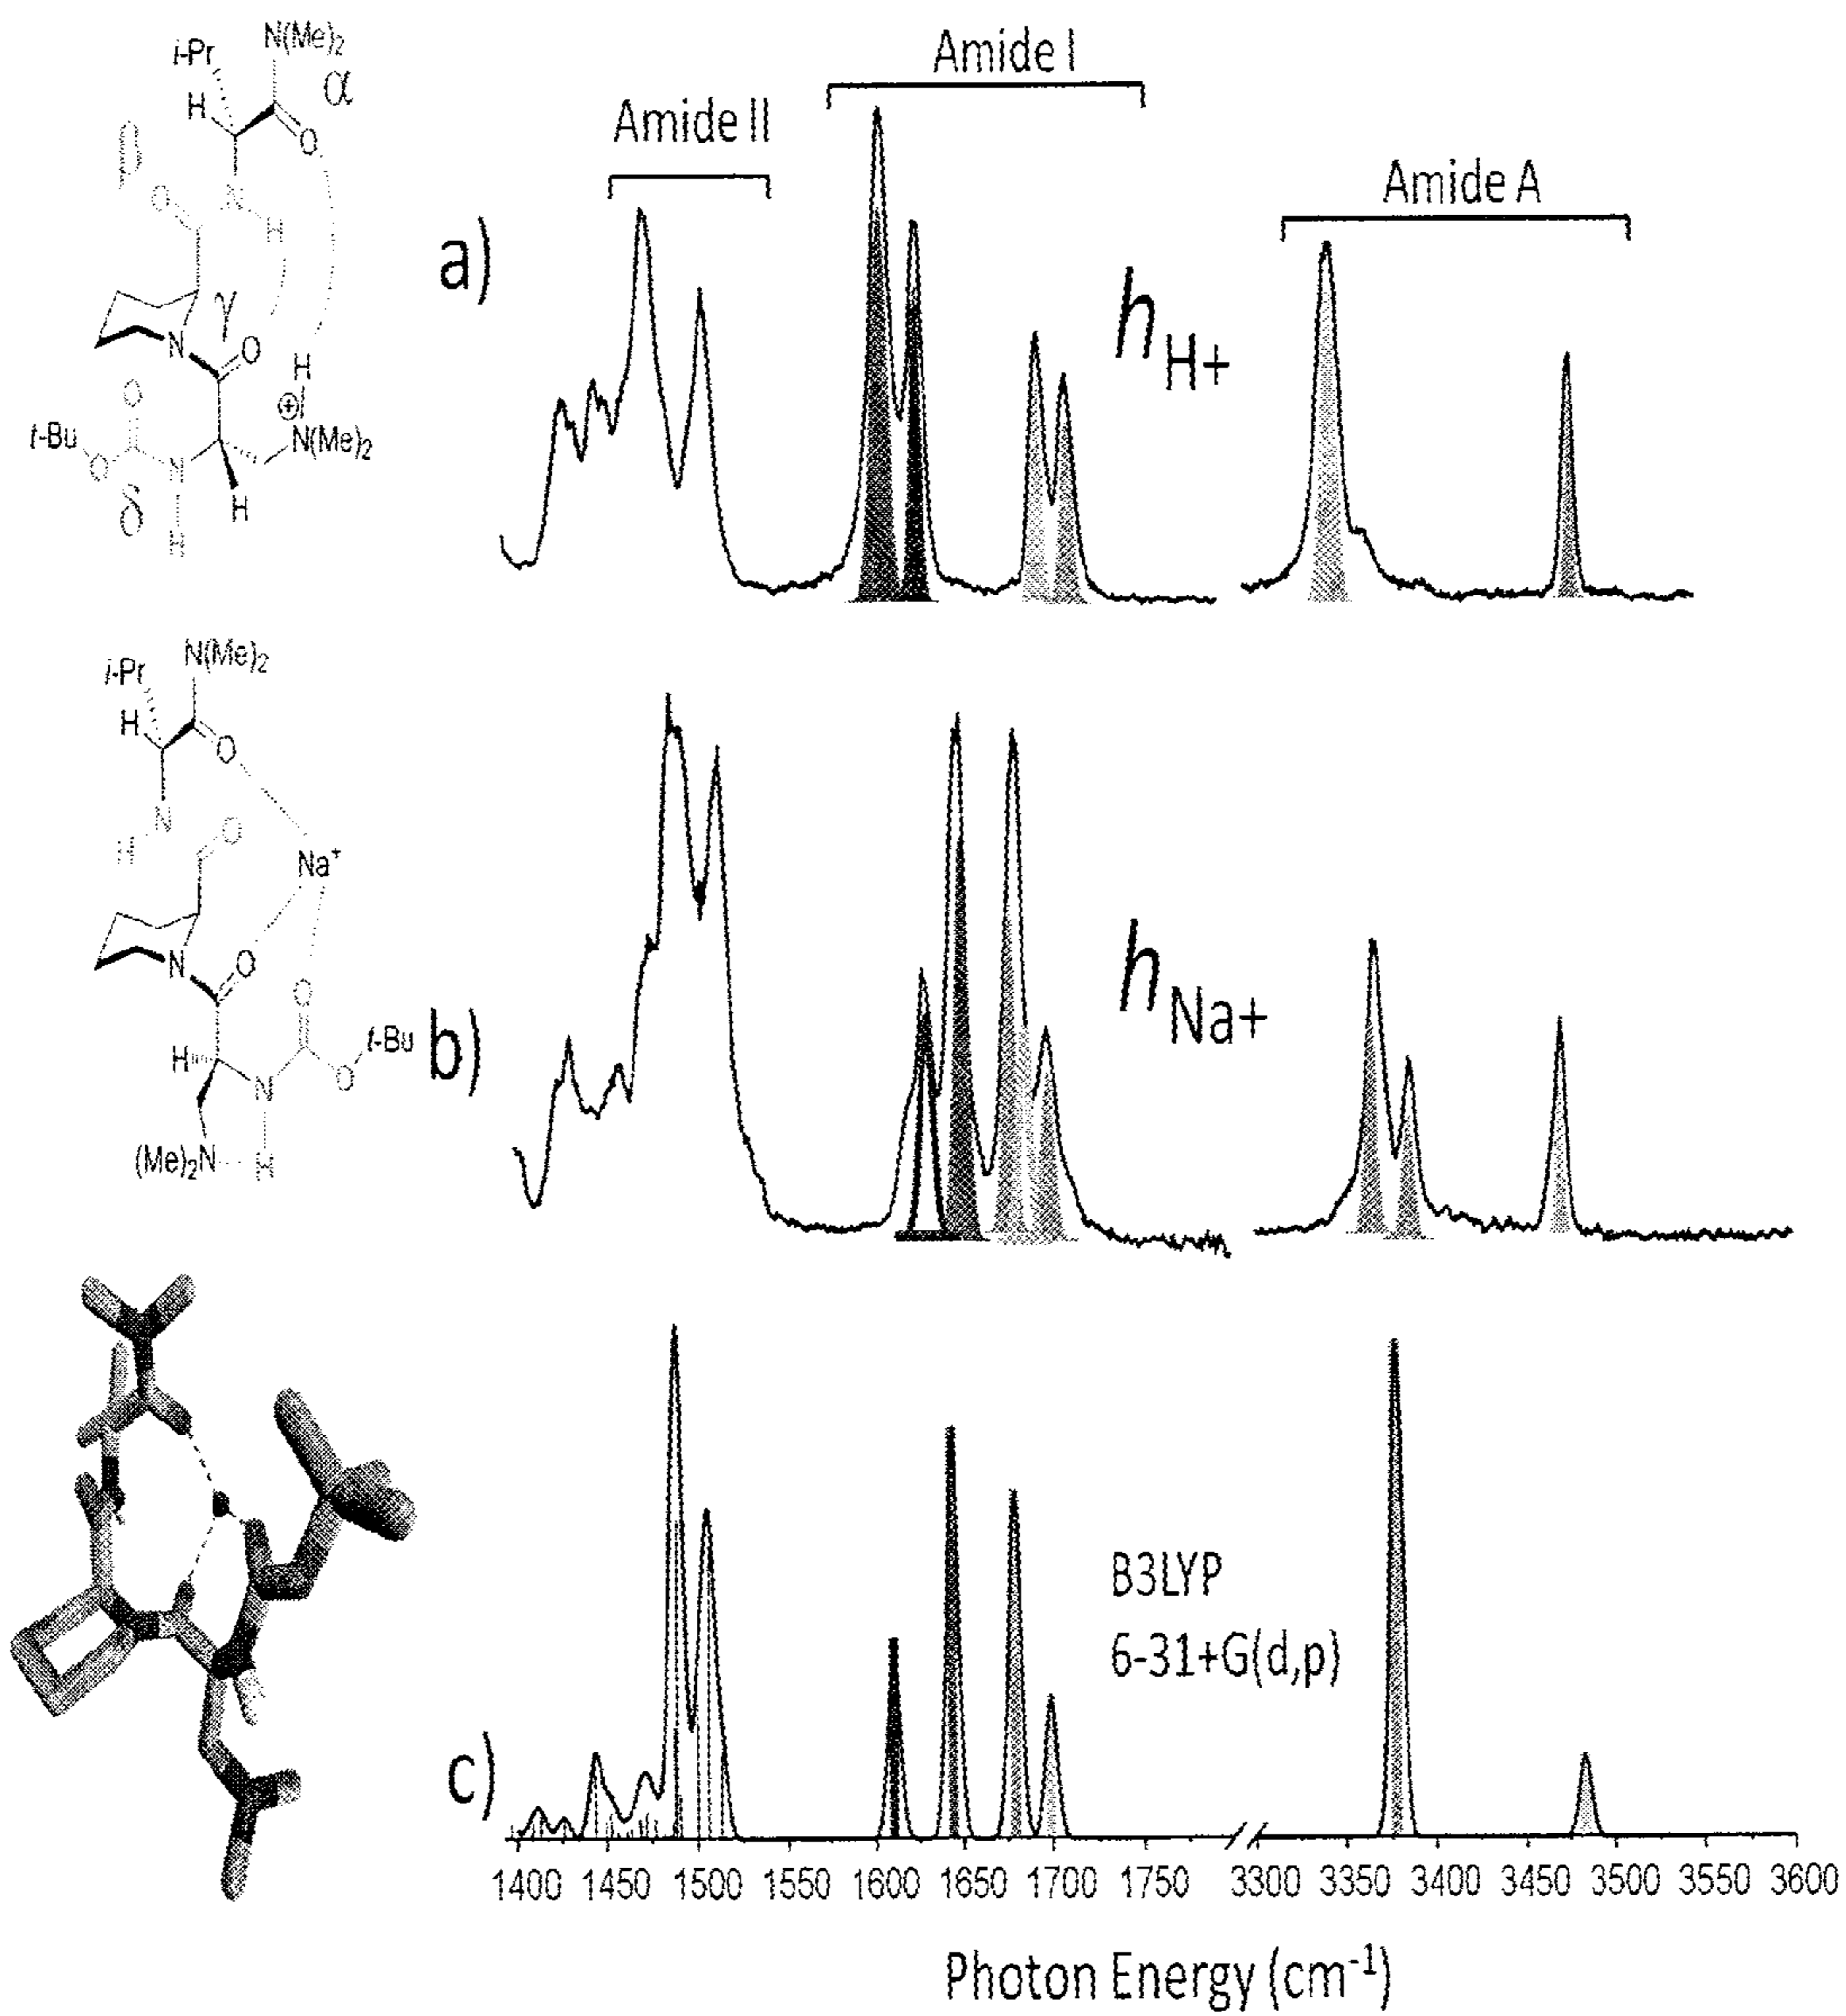 Amide I
Amide II
Amide A
a)
h H+
i-Pr
N(Me)2
α
H
O
β
O
N
H
γ
N
O
H
⊕
O
t-Bu
O
N
N(Me)2
δ
H
H
b)
h Na+
i-Pr
N(Me)2
H
O
N
H
O
Na+
N
O
O
H
t-Bu
N
O
(Me)2N
H
c)
B3LYP
6-31+G(d,p)
1400 1450 1500 1550 1600 1650 1700 1750 3300 3350 3400 3450 3500 3550 3600
Photon Energy (cm-1)